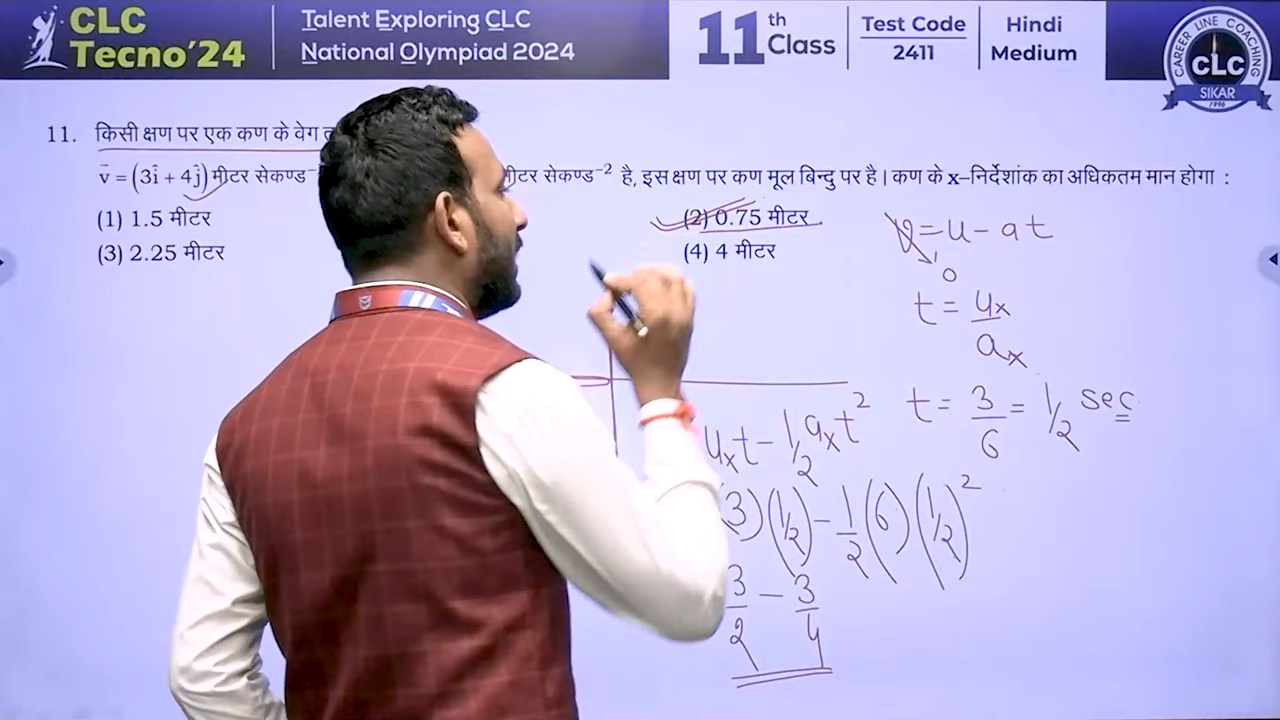 CLC
Tecno'24
Talent Exploring CLC
National Olympiad 2024
11th Class
Test Code
2411
Hindi
Medium
CAREER LINE COACHING
CLC
SIKAR
1996
11. किसी क्षण पर एक कण के वेग
v̄ = (3î + 4ĵ) मीटर सेकण्ड⁻ मीटर सेकण्ड⁻² है, इस क्षण पर कण मूल बिन्दु पर है। कण के x–निर्देशांक का अधिकतम मान होगा :
(1) 1.5 मीटर (2) 0.75 मीटर
(3) 2.25 मीटर (4) 4 मीटर
v = u - at
0
t = ux/ax
t = 3/6 = 1/2 sec
uxt - 1/2 axt²
(3)(1/2) - 1/2 (6)(1/2)²
3/2 - 3/4